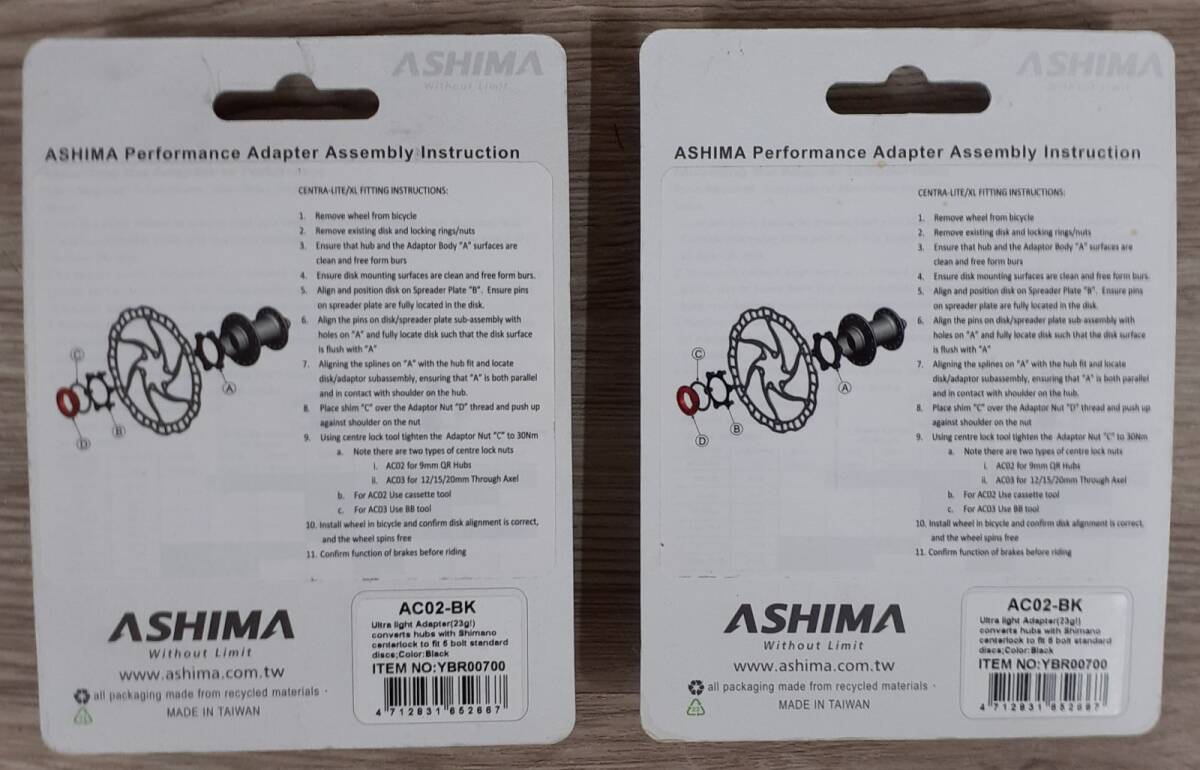 ASHIMA
Without Limit
ASHIMA Performance Adapter Assembly Instruction
CENTRA-LITE/XL FITTING INSTRUCTIONS:
1. Remove wheel from bicycle
2. Remove existing disk and locking rings/nuts
3. Ensure that hub and the Adaptor Body "A" surfaces are
clean and free form burs
4. Ensure disk mounting surfaces are clean and free form burs.
5. Align and position disk on Spreader Plate "B". Ensure pins
on spreader plate are fully located in the disk.
6. Align the pins on disk/spreader plate sub-assembly with
holes on "A" and fully locate disk such that the disk surface
is flush with "A"
7. Aligning the splines on "A" with the hub fit and locate
disk/adaptor subassembly, ensuring that "A" is both parallel
and in contact with shoulder on the hub.
8. Place shim "C" over the Adaptor Nut "D" thread and push up
against shoulder on the nut
9. Using centre lock tool tighten the Adaptor Nut "C" to 30Nm
a. Note there are two types of centre lock nuts
i. AC02 for 9mm QR Hubs
ii. AC03 for 12/15/20mm Through Axel
b. For AC02 Use cassette tool
c. For AC03 Use BB tool
10. Install wheel in bicycle and confirm disk alignment is correct,
and the wheel spins free
11. Confirm function of brakes before riding
C
A
B
D
ASHIMA
Without Limit
www.ashima.com.tw
all packaging made from recycled materials
MADE IN TAIWAN
AC02-BK
Ultra light Adapter(23g!)
converts hubs with Shimano
centerlock to fit 6 bolt standard
discs;Color:Black
ITEM NO:YBR00700
4 712931 652667
ASHIMA
Without Limit
ASHIMA Performance Adapter Assembly Instruction
CENTRA-LITE/XL FITTING INSTRUCTIONS:
1. Remove wheel from bicycle
2. Remove existing disk and locking rings/nuts
3. Ensure that hub and the Adaptor Body "A" surfaces are
clean and free form burs
4. Ensure disk mounting surfaces are clean and free form burs.
5. Align and position disk on Spreader Plate "B". Ensure pins
on spreader plate are fully located in the disk.
6. Align the pins on disk/spreader plate sub-assembly with
holes on "A" and fully locate disk such that the disk surface
is flush with "A"
7. Aligning the splines on "A" with the hub fit and locate
disk/adaptor subassembly, ensuring that "A" is both parallel
and in contact with shoulder on the hub.
8. Place shim "C" over the Adaptor Nut "D" thread and push up
against shoulder on the nut
9. Using centre lock tool tighten the Adaptor Nut "C" to 30Nm
a. Note there are two types of centre lock nuts
i. AC02 for 9mm QR Hubs
ii. AC03 for 12/15/20mm Through Axel
b. For AC02 Use cassette tool
c. For AC03 Use BB tool
10. Install wheel in bicycle and confirm disk alignment is correct,
and the wheel spins free
11. Confirm function of brakes before riding
C
A
B
D
ASHIMA
Without Limit
www.ashima.com.tw
all packaging made from recycled materials
MADE IN TAIWAN
AC02-BK
Ultra light Adapter(23g!)
converts hubs with Shimano
centerlock to fit 6 bolt standard
discs;Color:Black
ITEM NO:YBR00700
4 712931 652667